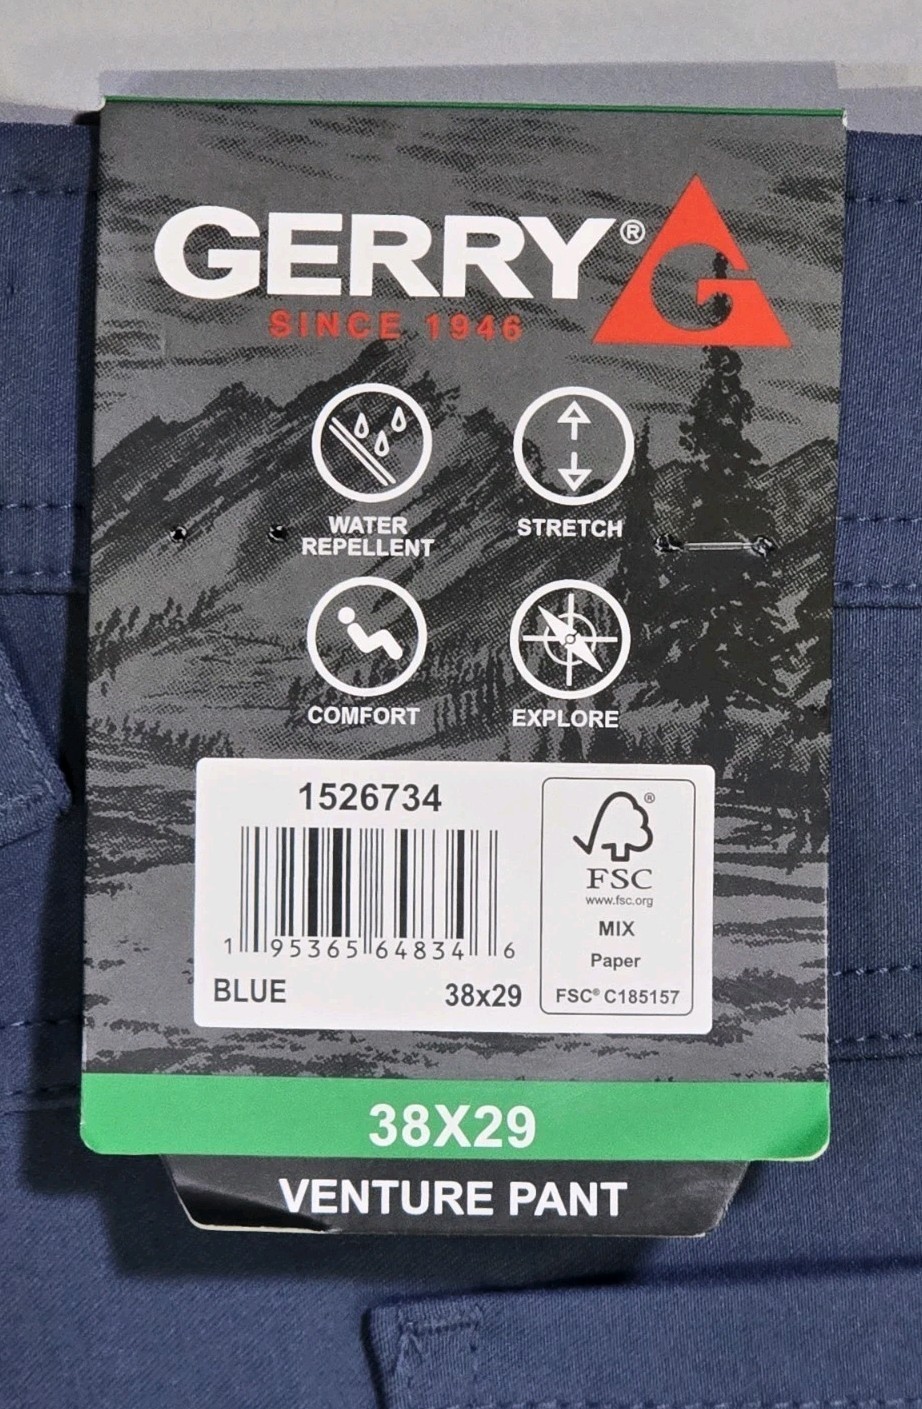 GERRY®
SINCE 1946
WATER
REPELLENT
STRETCH
COMFORT
EXPLORE
1526734
1 95365 64834 6
BLUE
38x29
®
FSC
www.fsc.org
MIX
Paper
FSC® C185157
38X29
VENTURE PANT